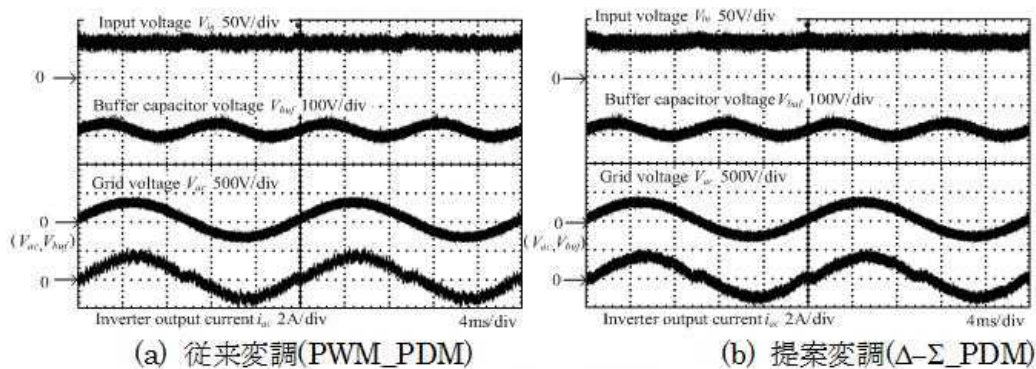 Input voltage Vin 50V/div
0
Buffer capacitor voltage Vbuf 100V/div
Grid voltage Vac 500V/div
0
(Vac,Vbuf)
0
Inverter output current iac 2A/div
4ms/div
(a) 従来変調(PWM_PDM)
Input voltage Vin 50V/div
0
Buffer capacitor voltage Vbuf 100V/div
Grid voltage Vac 500V/div
0
(Vac,Vbuf)
0
Inverter output current iac 2A/div
4ms/div
(b) 提案変調(Δ–Σ_PDM)